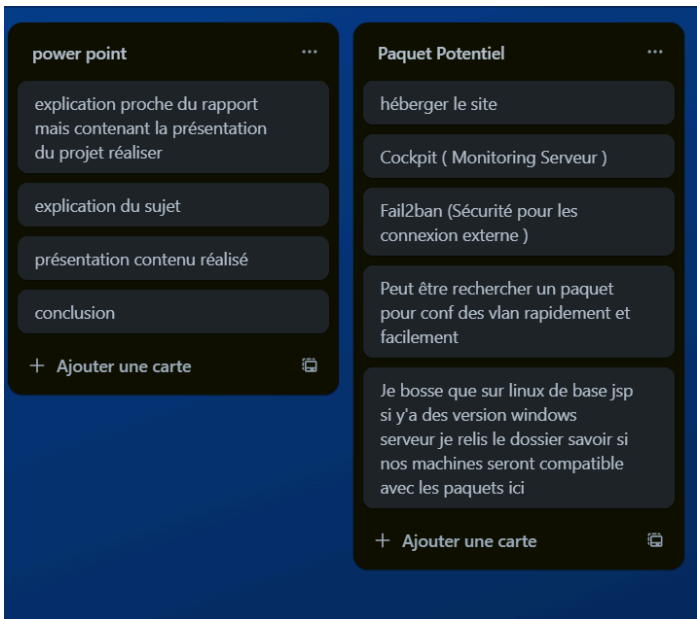 power point
explication proche du rapport
mais contenant la présentation
du projet réaliser
explication du sujet
présentation contenu réalisé
conclusion
+ Ajouter une carte
Paquet Potentiel
héberger le site
Cockpit ( Monitoring Serveur )
Fail2ban (Sécurité pour les
connexion externe )
Peut être rechercher un paquet
pour conf des vlan rapidement et
facilement
Je bosse que sur linux de base jsp
si y'a des version windows
serveur je relis le dossier savoir si
nos machines seront compatible
avec les paquets ici
+ Ajouter une carte